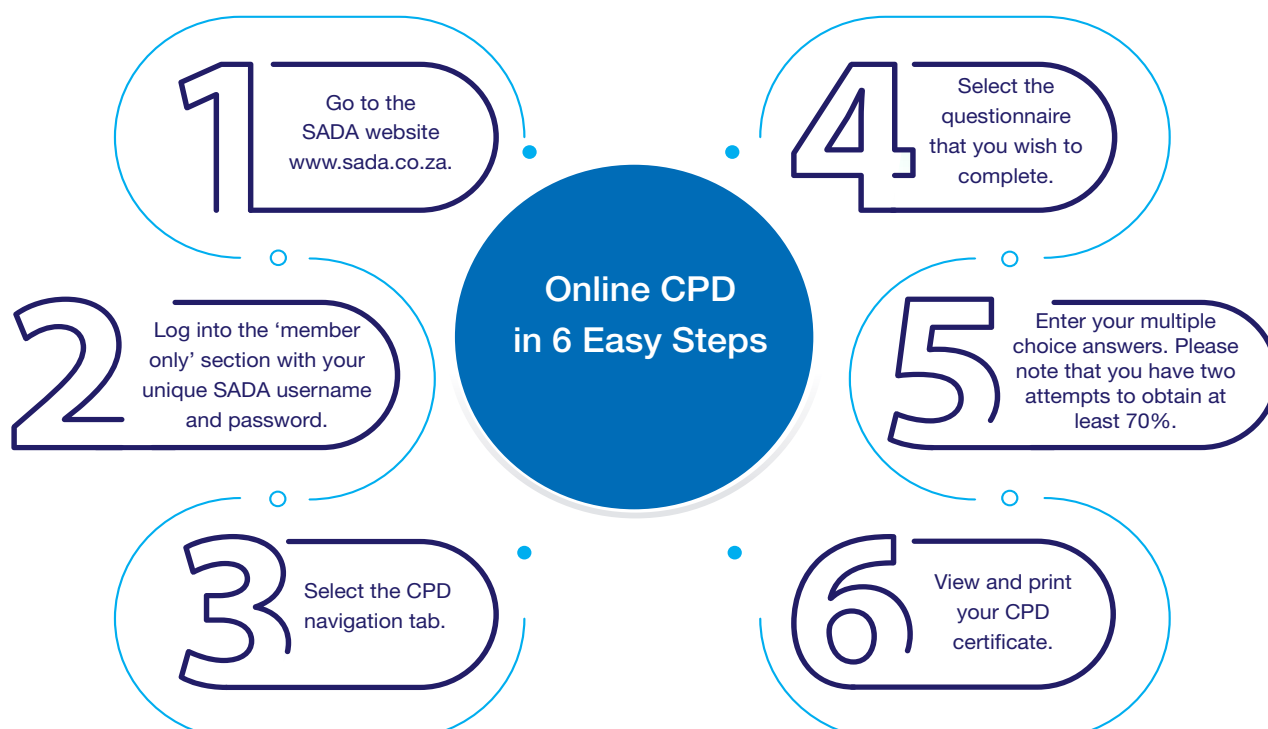 Online CPD
in 6 Easy Steps
1
Go to the
SADA website
www.sada.co.za.
2
Log into the ‘member
only’ section with your
unique SADA username
and password.
3
Select the CPD
navigation tab.
4
Select the
questionnaire
that you wish to
complete.
5
Enter your multiple
choice answers. Please
note that you have two
attempts to obtain at
least 70%.
6
View and print
your CPD
certificate.